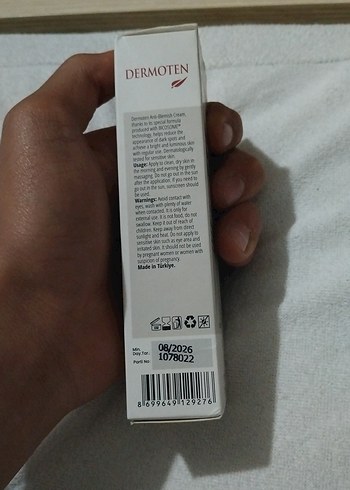 DERMOTEN
Dermoten Anti-Blemish Cream,
thanks to its special formula
produced with BICOSOME™
technology, helps reduce the
appearance of dark spots and
achieve a bright and luminous skin
with regular use. Dermatologically
tested for sensitive skin.
Usage: Apply to clean, dry skin in
the morning and evening by gently
massaging. Do not go out in the sun
after the application. If you need to
go out in the sun, sunscreen should
be used.
Warnings: Avoid contact with
eyes, wash with plenty of water
when contacted. It is only for
external use. It is not food, do not
swallow. Keep it out of reach of
children. Keep away from direct
sunlight and heat. Do not apply to
sensitive skin such as eye area and
irritated skin. It should not be used
by pregnant women or women with
suspicion of pregnancy.
Made in Türkiye.
08/2026
1078022
Parti No:
8 699649 129276